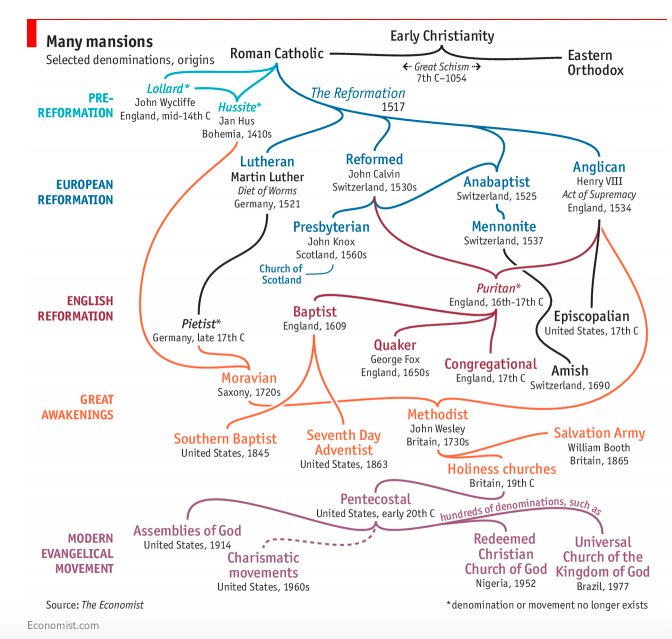 Many mansions
Selected denominations, origins
Early Christianity
Roman Catholic
← Great Schism →
7th C–1054
Eastern
Orthodox
PRE-
REFORMATION
Lollard*
John Wycliffe
England, mid-14th C
Hussite*
Jan Hus
Bohemia, 1410s
The Reformation
1517
EUROPEAN
REFORMATION
Lutheran
Martin Luther
Diet of Worms
Germany, 1521
Reformed
John Calvin
Switzerland, 1530s
Anabaptist
Switzerland, 1525
Anglican
Henry VIII
Act of Supremacy
England, 1534
Presbyterian
John Knox
Scotland, 1560s
Church of
Scotland
Mennonite
Switzerland, 1537
ENGLISH
REFORMATION
Puritan*
England, 16th-17th C
Pietist*
Germany, late 17th C
Baptist
England, 1609
Episcopalian
United States, 17th C
Quaker
George Fox
England, 1650s
Congregational
England, 17th C
Amish
Switzerland, 1690
GREAT
AWAKENINGS
Moravian
Saxony, 1720s
Methodist
John Wesley
Britain, 1730s
Southern Baptist
United States, 1845
Seventh Day
Adventist
United States, 1863
Salvation Army
William Booth
Britain, 1865
Holiness churches
Britain, 19th C
MODERN
EVANGELICAL
MOVEMENT
Pentecostal
United States, early 20th C
hundreds of denominations, such as
Assemblies of God
United States, 1914
Charismatic
movements
United States, 1960s
Redeemed
Christian
Church of God
Nigeria, 1952
Universal
Church of the
Kingdom of God
Brazil, 1977
Source: The Economist
*denomination or movement no longer exists
Economist.com